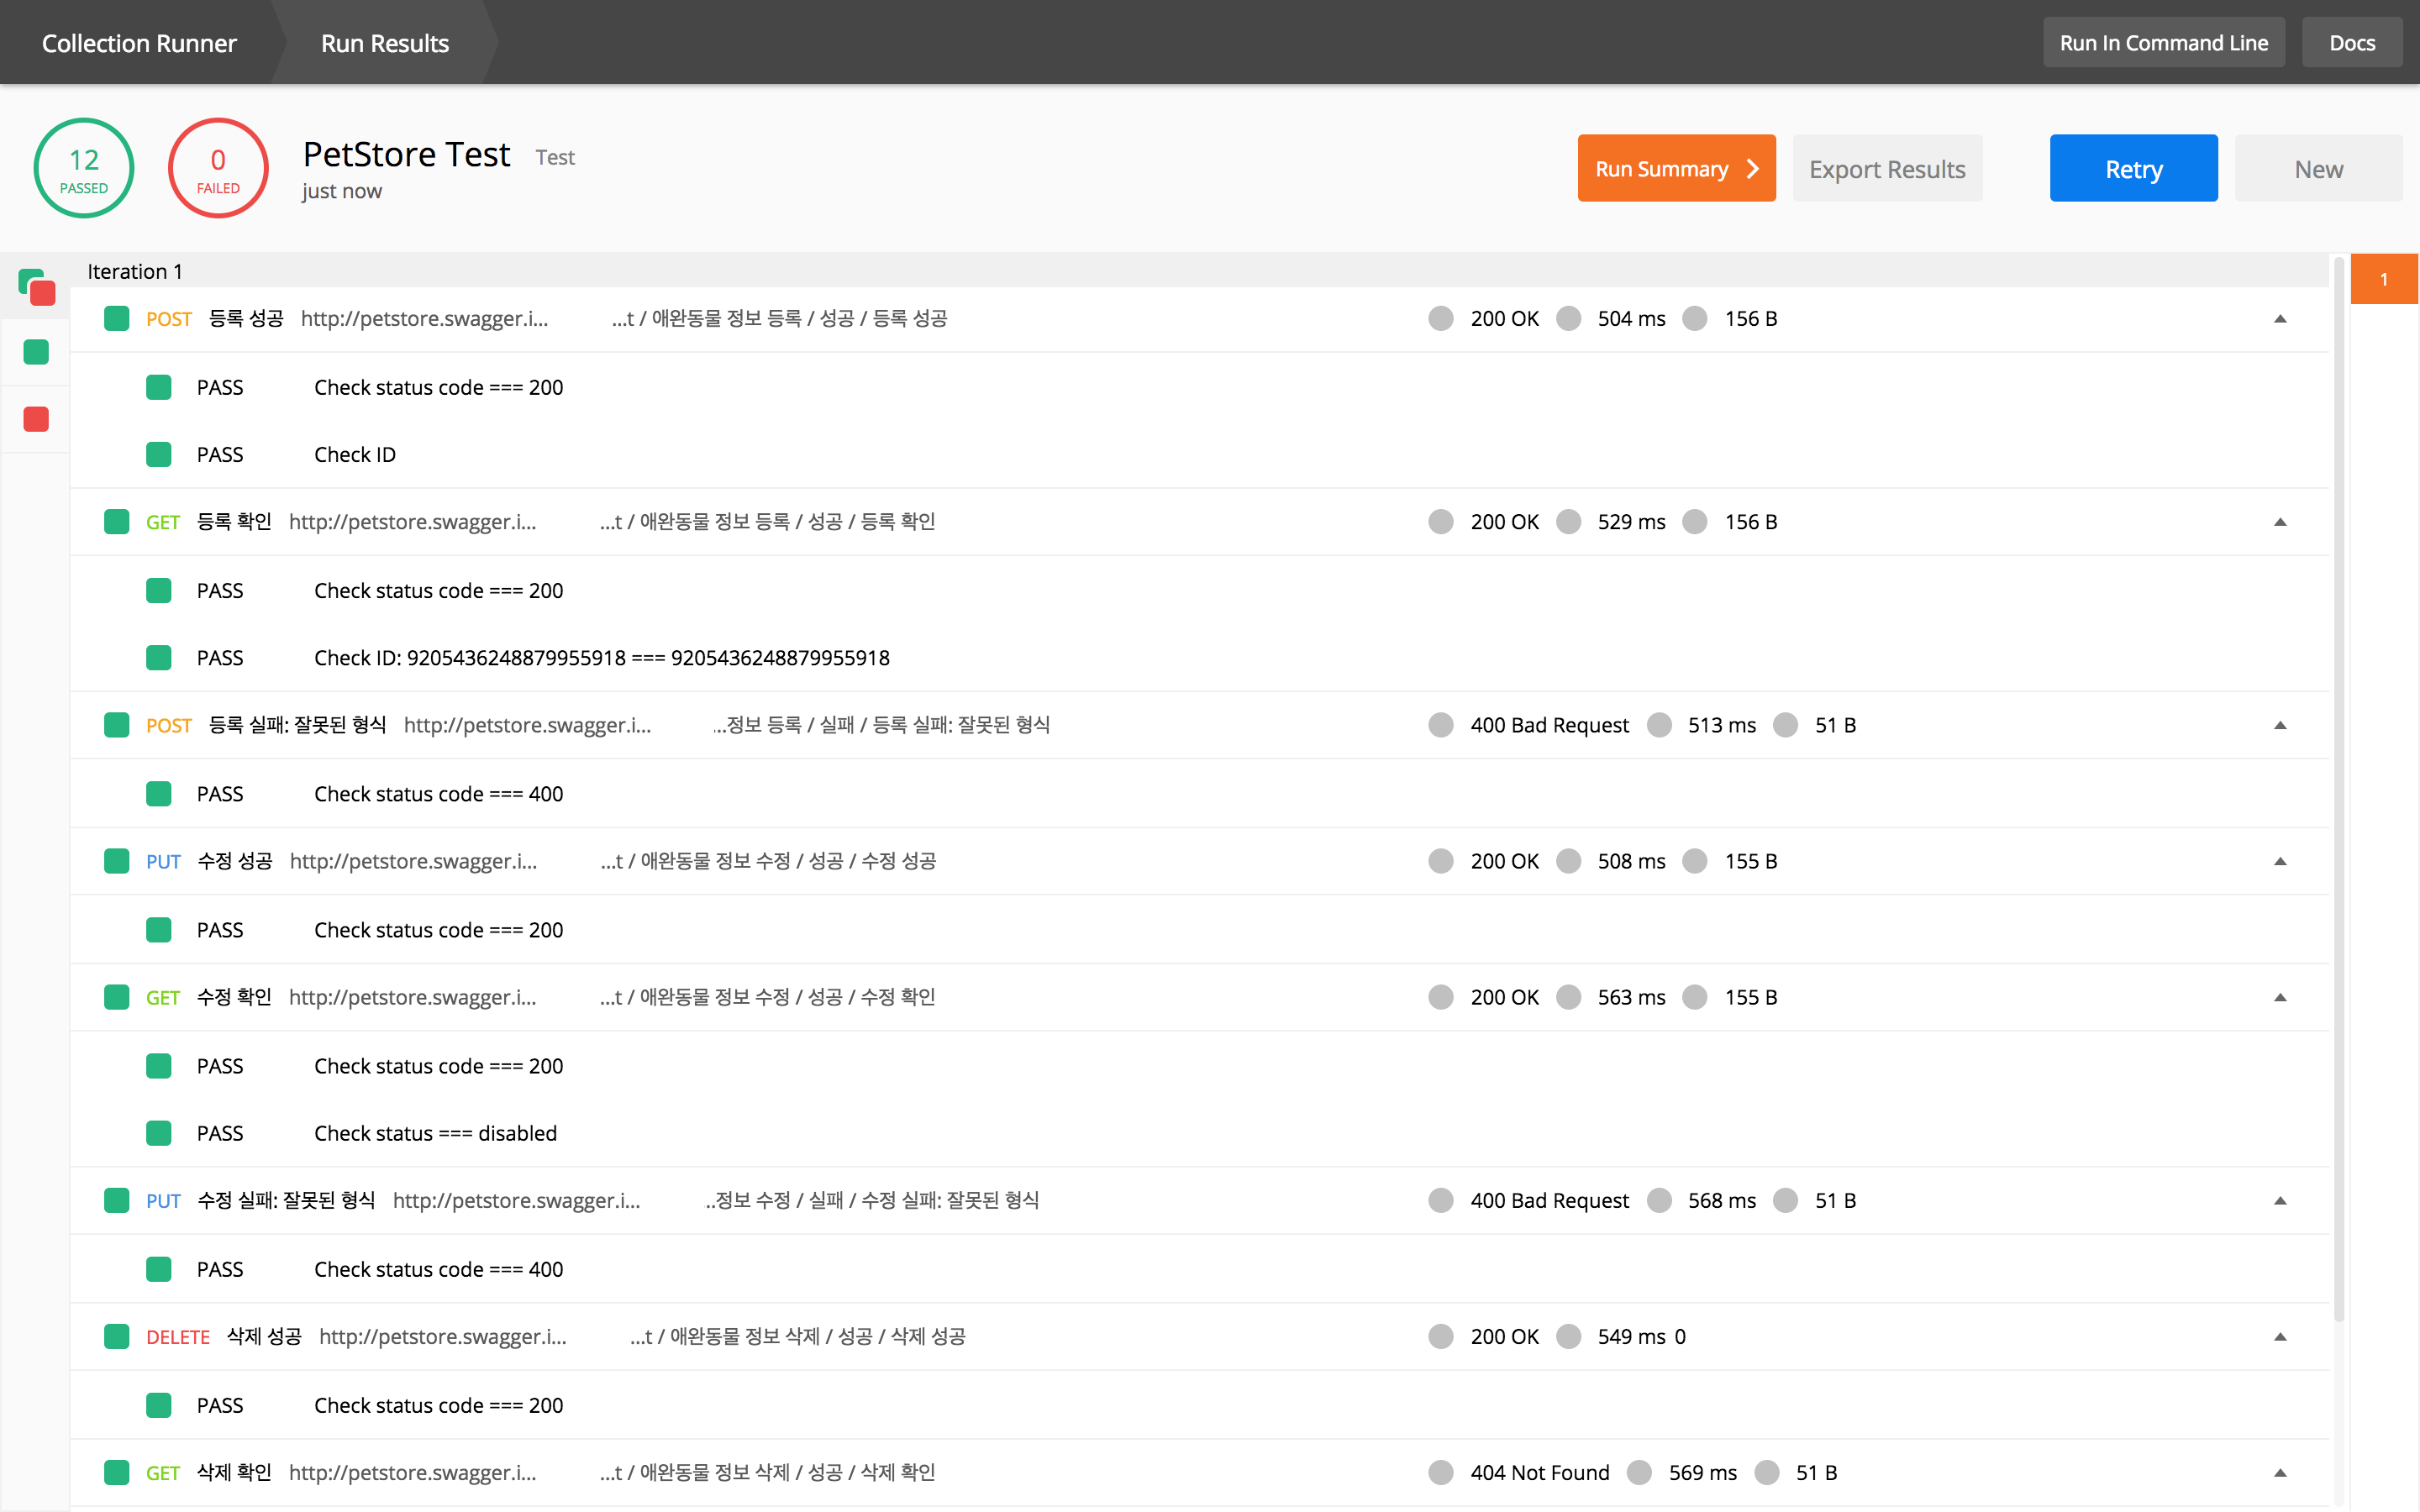 Collection Runner Run Results Run In Command Line Docs
12 PASSED
0 FAILED
PetStore Test Test
just now
Run Summary Export Results Retry New
Iteration 1
1
POST 등록 성공 http://petstore.swagger.i... ...t / 애완동물 정보 등록 / 성공 / 등록 성공 200 OK 504 ms 156 B
PASS Check status code === 200
PASS Check ID
GET 등록 확인 http://petstore.swagger.i... ...t / 애완동물 정보 등록 / 성공 / 등록 확인 200 OK 529 ms 156 B
PASS Check status code === 200
PASS Check ID: 9205436248879955918 === 9205436248879955918
POST 등록 실패: 잘못된 형식 http://petstore.swagger.i... ...정보 등록 / 실패 / 등록 실패: 잘못된 형식 400 Bad Request 513 ms 51 B
PASS Check status code === 400
PUT 수정 성공 http://petstore.swagger.i... ...t / 애완동물 정보 수정 / 성공 / 수정 성공 200 OK 508 ms 155 B
PASS Check status code === 200
GET 수정 확인 http://petstore.swagger.i... ...t / 애완동물 정보 수정 / 성공 / 수정 확인 200 OK 563 ms 155 B
PASS Check status code === 200
PASS Check status === disabled
PUT 수정 실패: 잘못된 형식 http://petstore.swagger.i... ..정보 수정 / 실패 / 수정 실패: 잘못된 형식 400 Bad Request 568 ms 51 B
PASS Check status code === 400
DELETE 삭제 성공 http://petstore.swagger.i... ...t / 애완동물 정보 삭제 / 성공 / 삭제 성공 200 OK 549 ms 0
PASS Check status code === 200
GET 삭제 확인 http://petstore.swagger.i... ...t / 애완동물 정보 삭제 / 성공 / 삭제 확인 404 Not Found 569 ms 51 B